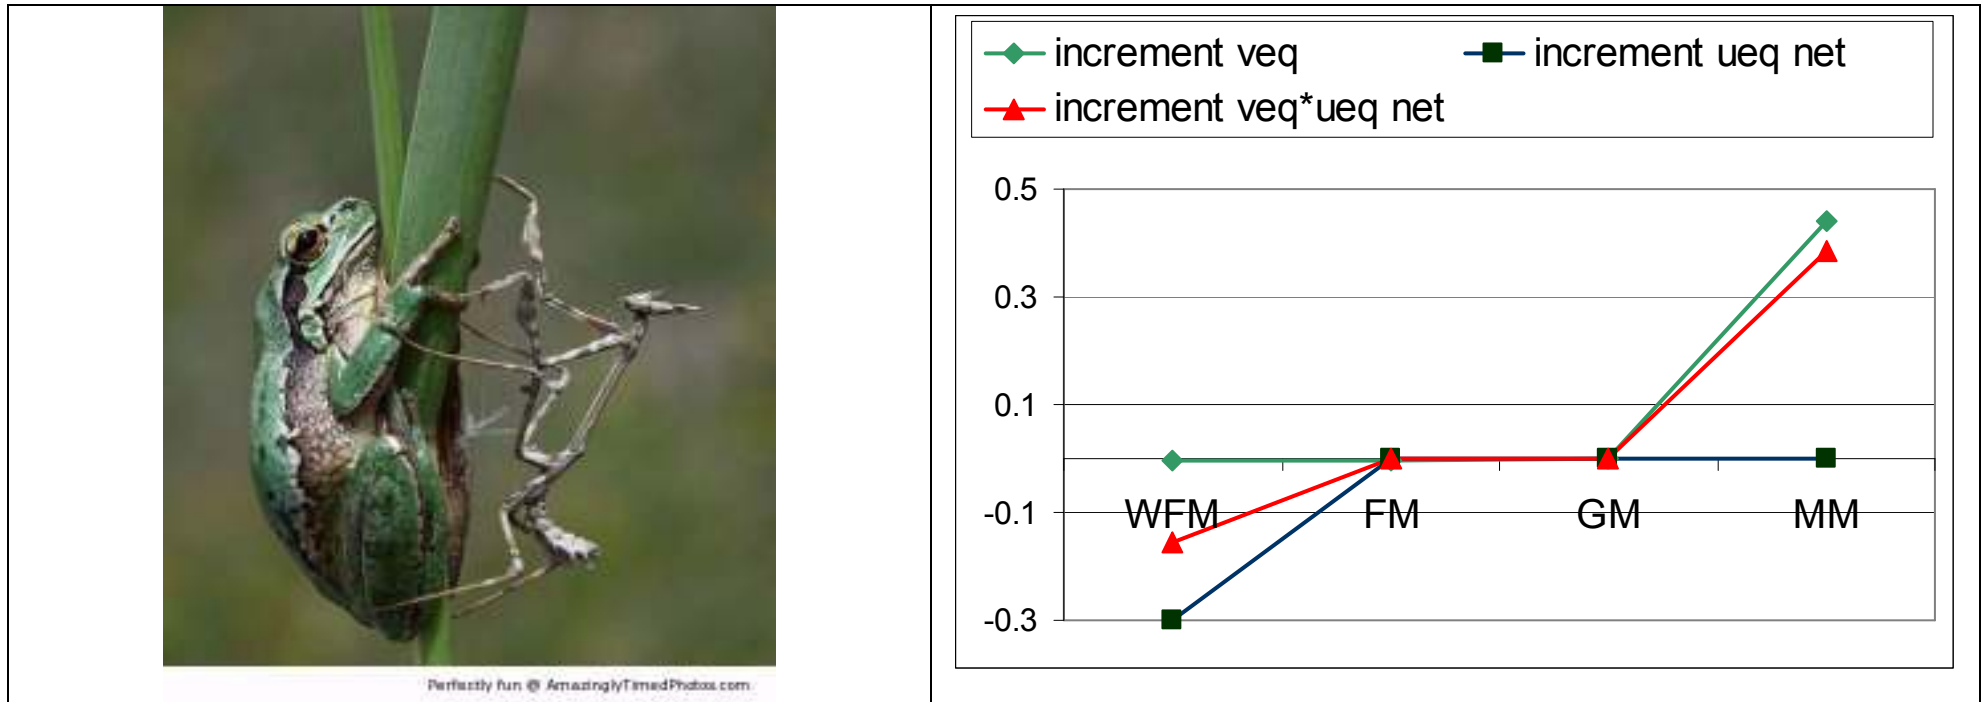 Perfectly fun @ AmazinglyTimedPhotos.com
increment veq
increment ueq net
increment veq*ueq net
0.5
0.3
0.1
-0.1
-0.3
WFM
FM
GM
MM